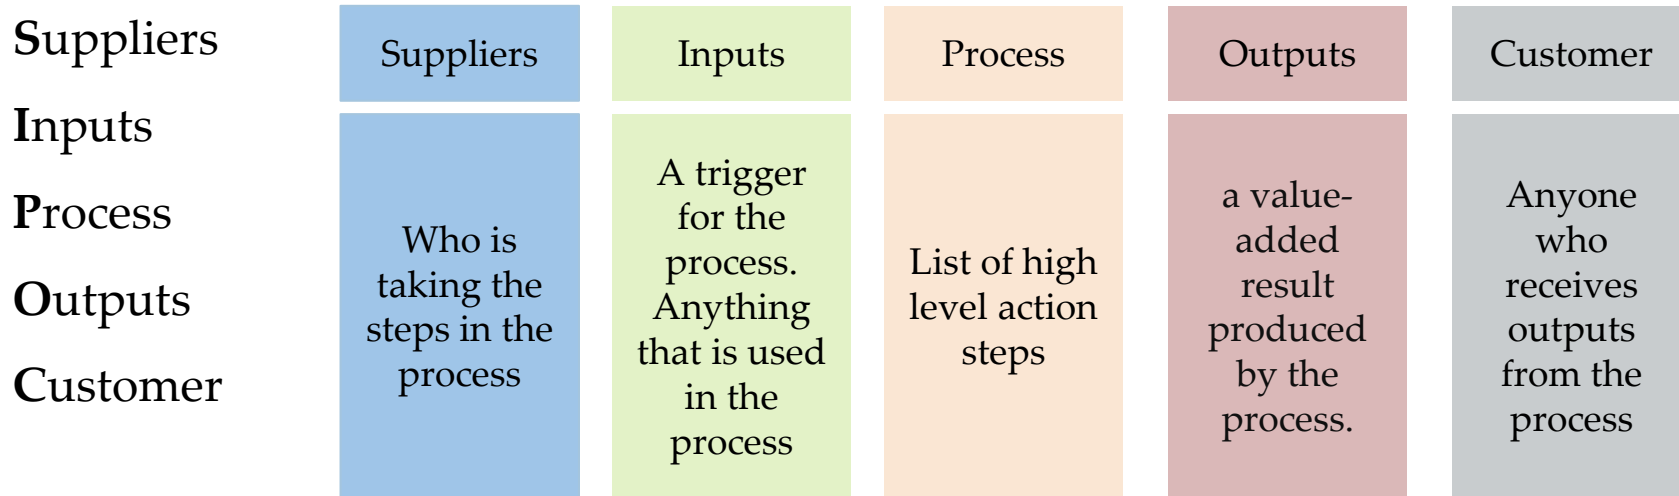 Suppliers
Inputs
Process
Outputs
Customer
Suppliers
Who is
taking the
steps in the
process
Inputs
A trigger
for the
process.
Anything
that is used
in the
process
Process
List of high
level action
steps
Outputs
a value-
added
result
produced
by the
process.
Customer
Anyone
who
receives
outputs
from the
process